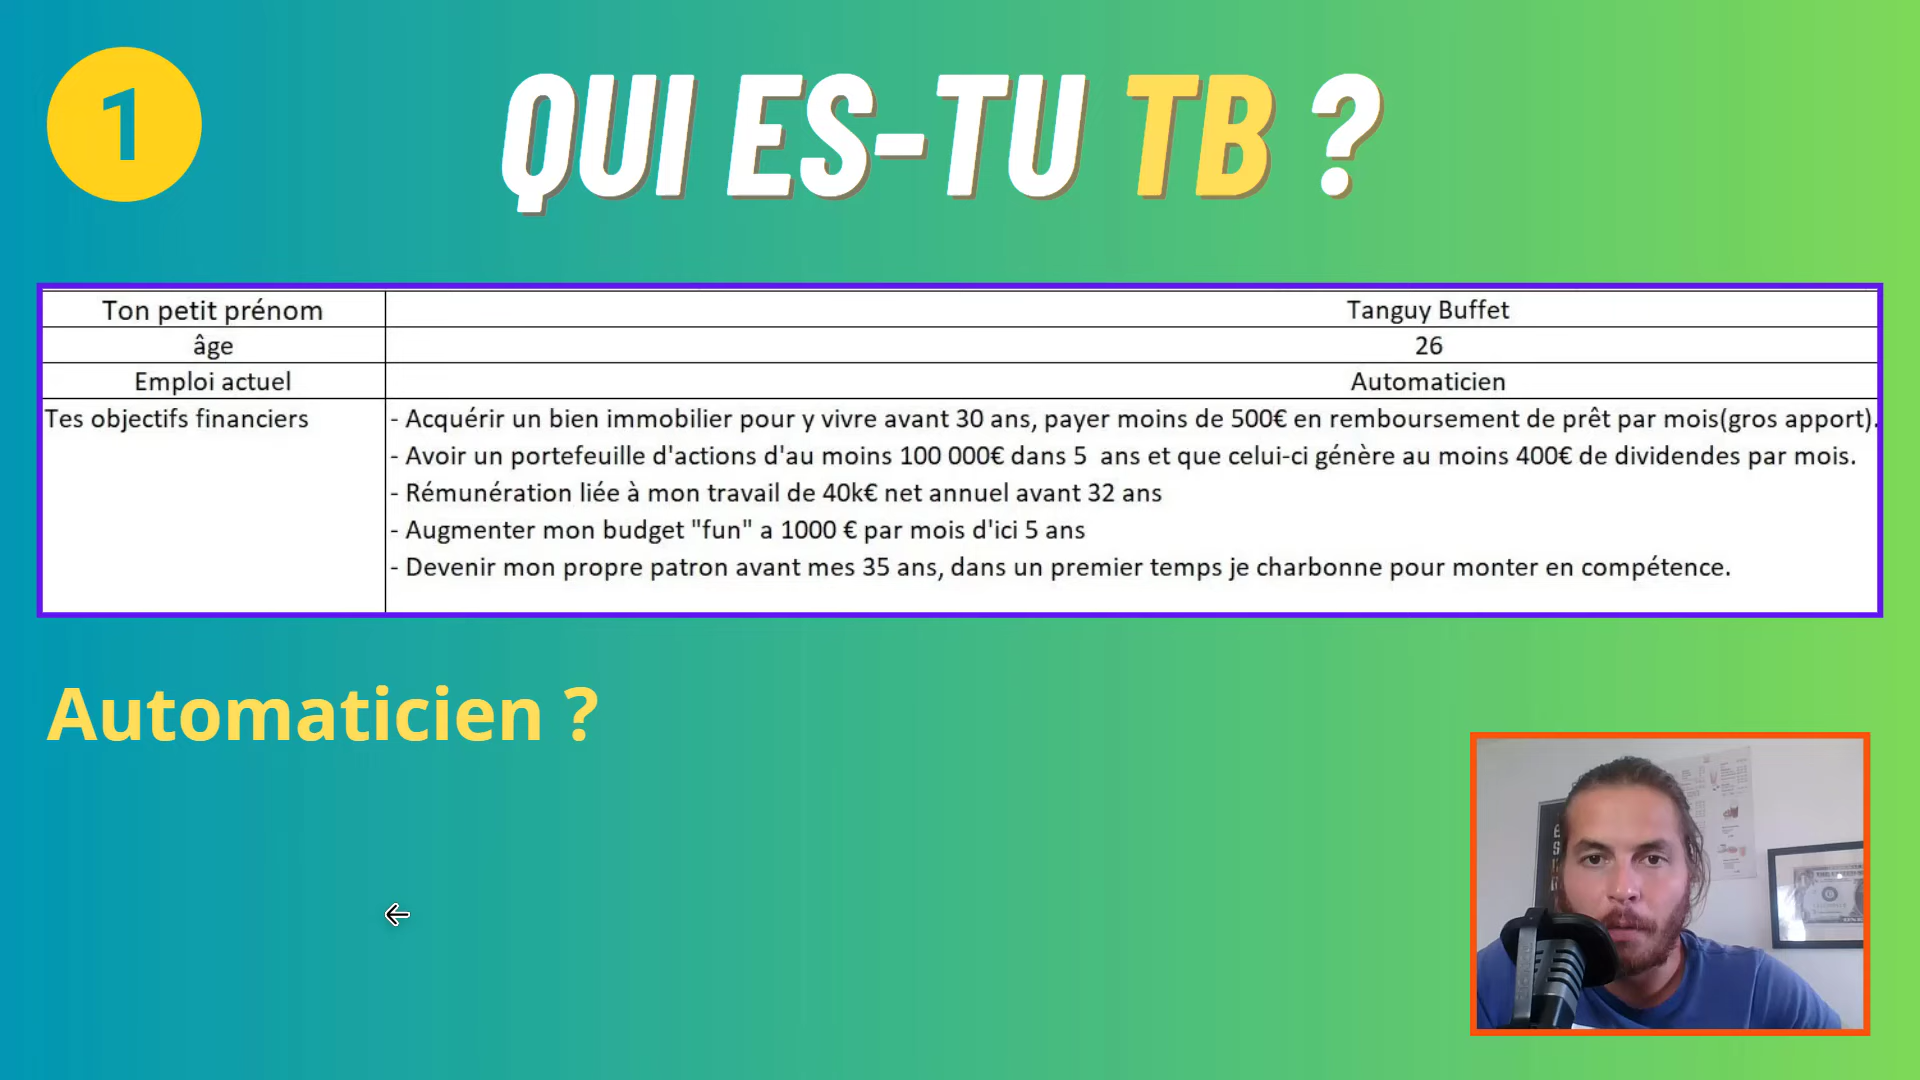 1
QUI ES-TU TB ?
Ton petit prénom
Tanguy Buffet
âge
26
Emploi actuel
Automaticien
Tes objectifs financiers
- Acquérir un bien immobilier pour y vivre avant 30 ans, payer moins de 500€ en remboursement de prêt par mois(gros apport).
- Avoir un portefeuille d'actions d'au moins 100 000€ dans 5 ans et que celui-ci génère au moins 400€ de dividendes par mois.
- Rémunération liée à mon travail de 40k€ net annuel avant 32 ans
- Augmenter mon budget "fun" a 1000 € par mois d'ici 5 ans
- Devenir mon propre patron avant mes 35 ans, dans un premier temps je charbonne pour monter en compétence.
Automaticien ?